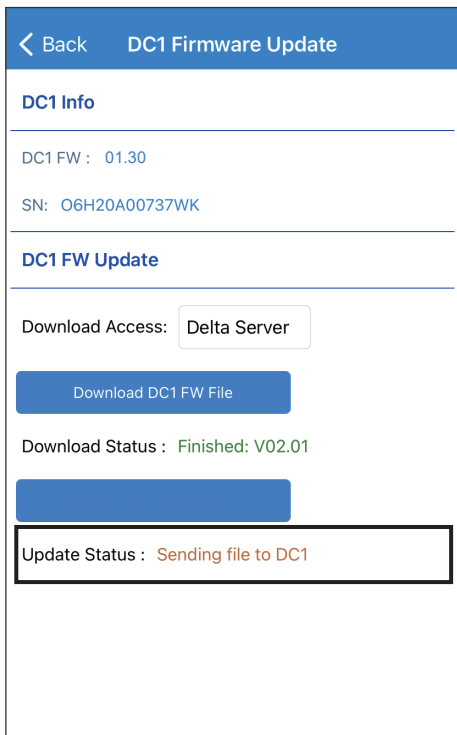 Back DC1 Firmware Update
DC1 Info
DC1 FW : 01.30
SN: O6H20A00737WK
DC1 FW Update
Download Access: Delta Server
Download DC1 FW File
Download Status : Finished: V02.01
Update Status : Sending file to DC1